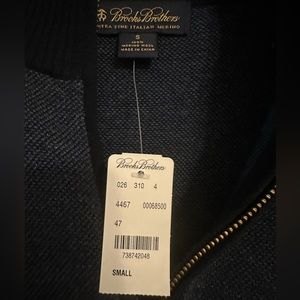 Brooks Brothers
EXTRA FINE ITALIAN MERINO
S
100%
MERINO WOOL
MADE IN CHINA
Brooks Brothers
026 310 4
4467 00068500
47
738742048
SMALL